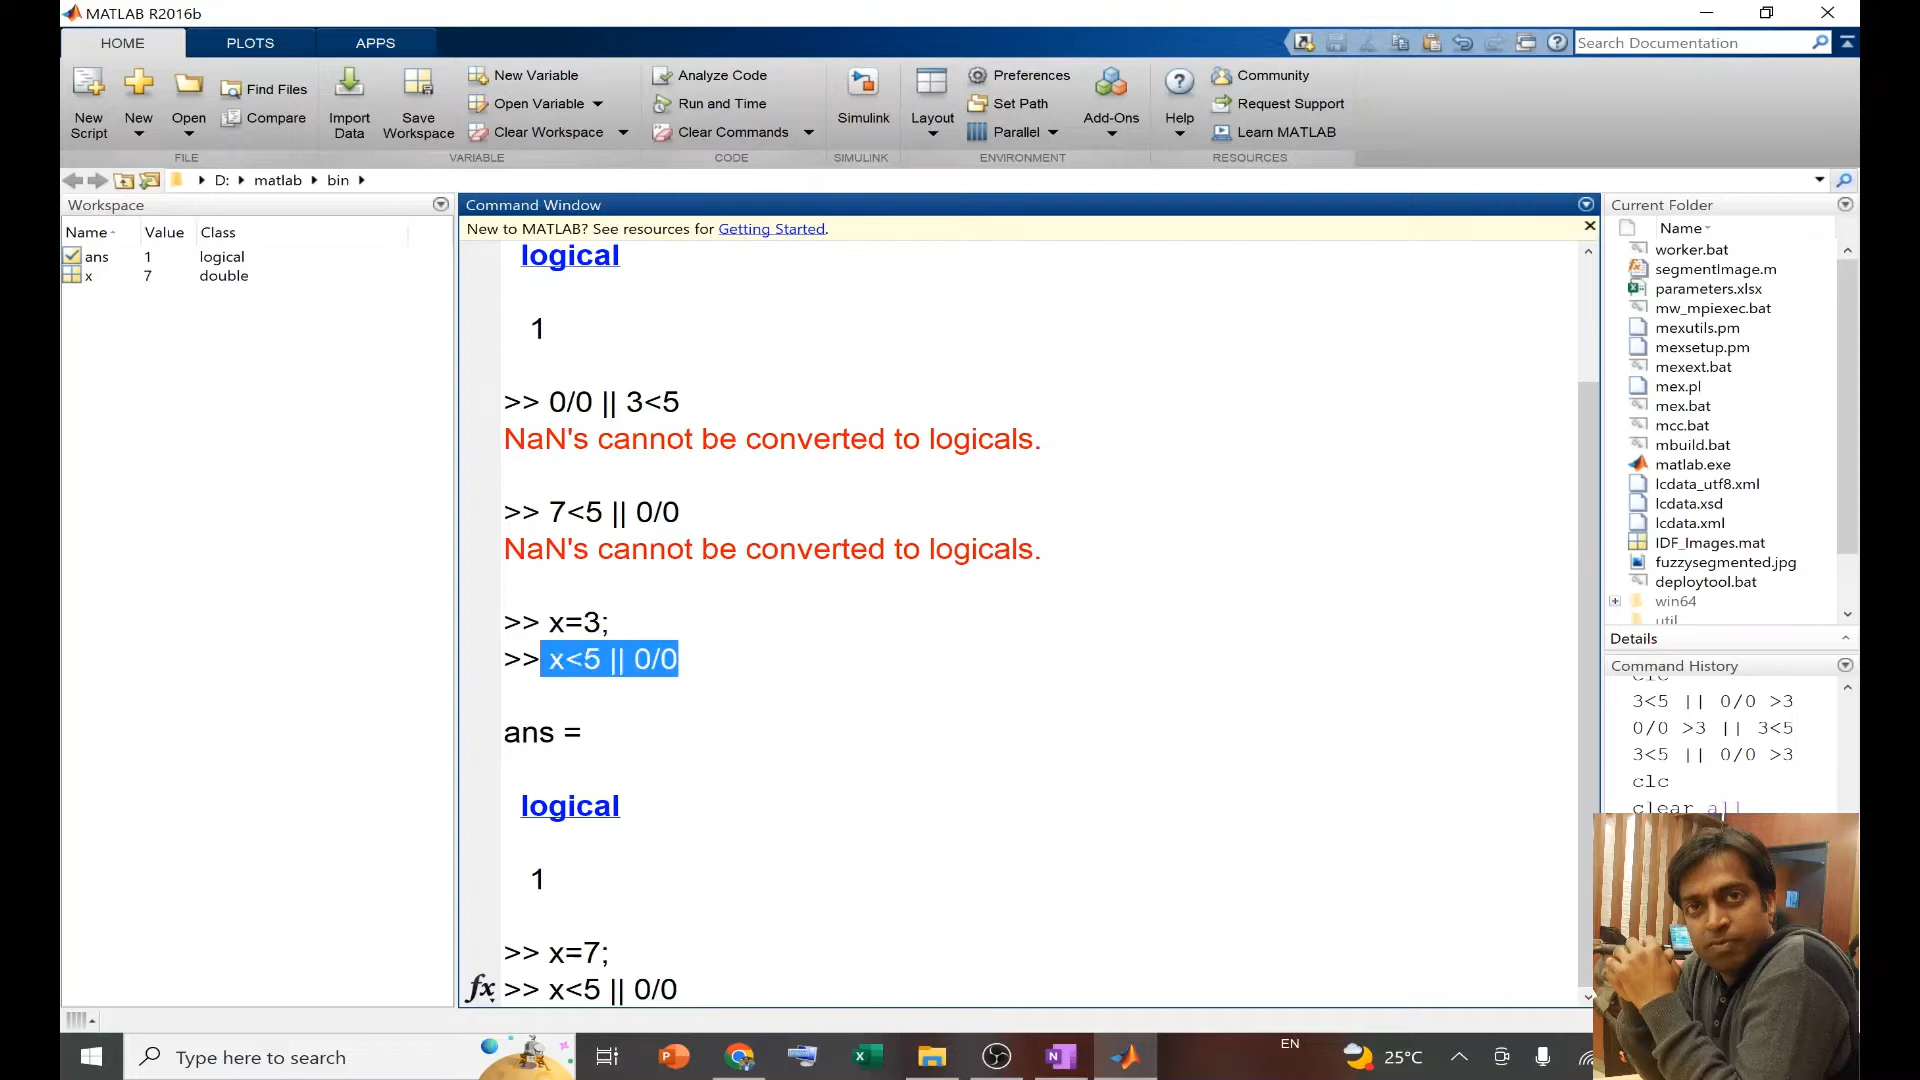 MATLAB R2016b
HOME
PLOTS
APPS
Search Documentation
New Script
New
Open
Find Files
Compare
Import Data
Save Workspace
New Variable
Open Variable
Clear Workspace
Analyze Code
Run and Time
Clear Commands
Simulink
Layout
Preferences
Set Path
Parallel
Add-Ons
Help
Community
Request Support
Learn MATLAB
FILE
VARIABLE
CODE
SIMULINK
ENVIRONMENT
RESOURCES
D:
matlab
bin
Workspace
Name
Value
Class
ans 1 logical
x 7 double
Command Window
New to MATLAB? See resources for Getting Started.
logical
1
>> 0/0 || 3<5
NaN's cannot be converted to logicals.
>> 7<5 || 0/0
NaN's cannot be converted to logicals.
>> x=3;
>> x<5 || 0/0
ans =
logical
1
>> x=7;
fx >> x<5 || 0/0
Current Folder
Name
worker.bat
segmentImage.m
parameters.xlsx
mw_mpiexec.bat
mexutils.pm
mexsetup.pm
mexext.bat
mex.pl
mex.bat
mcc.bat
mbuild.bat
matlab.exe
lcdata_utf8.xml
lcdata.xsd
lcdata.xml
IDF_Images.mat
fuzzysegmented.jpg
deploytool.bat
win64
util
Details
Command History
clc
3<5 || 0/0 >3
0/0 >3 || 3<5
3<5 || 0/0 >3
clc
clear all
Type here to search
EN
25°C